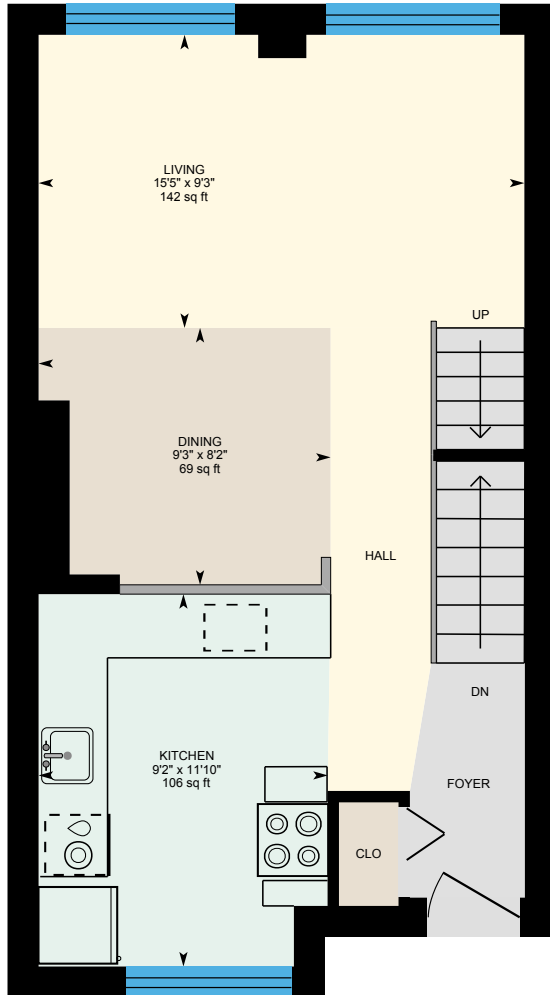 LIVING
15'5" x 9'3"
142 sq ft
UP
DINING
9'3" x 8'2"
69 sq ft
HALL
DN
KITCHEN
9'2" x 11'10"
106 sq ft
FOYER
CLO